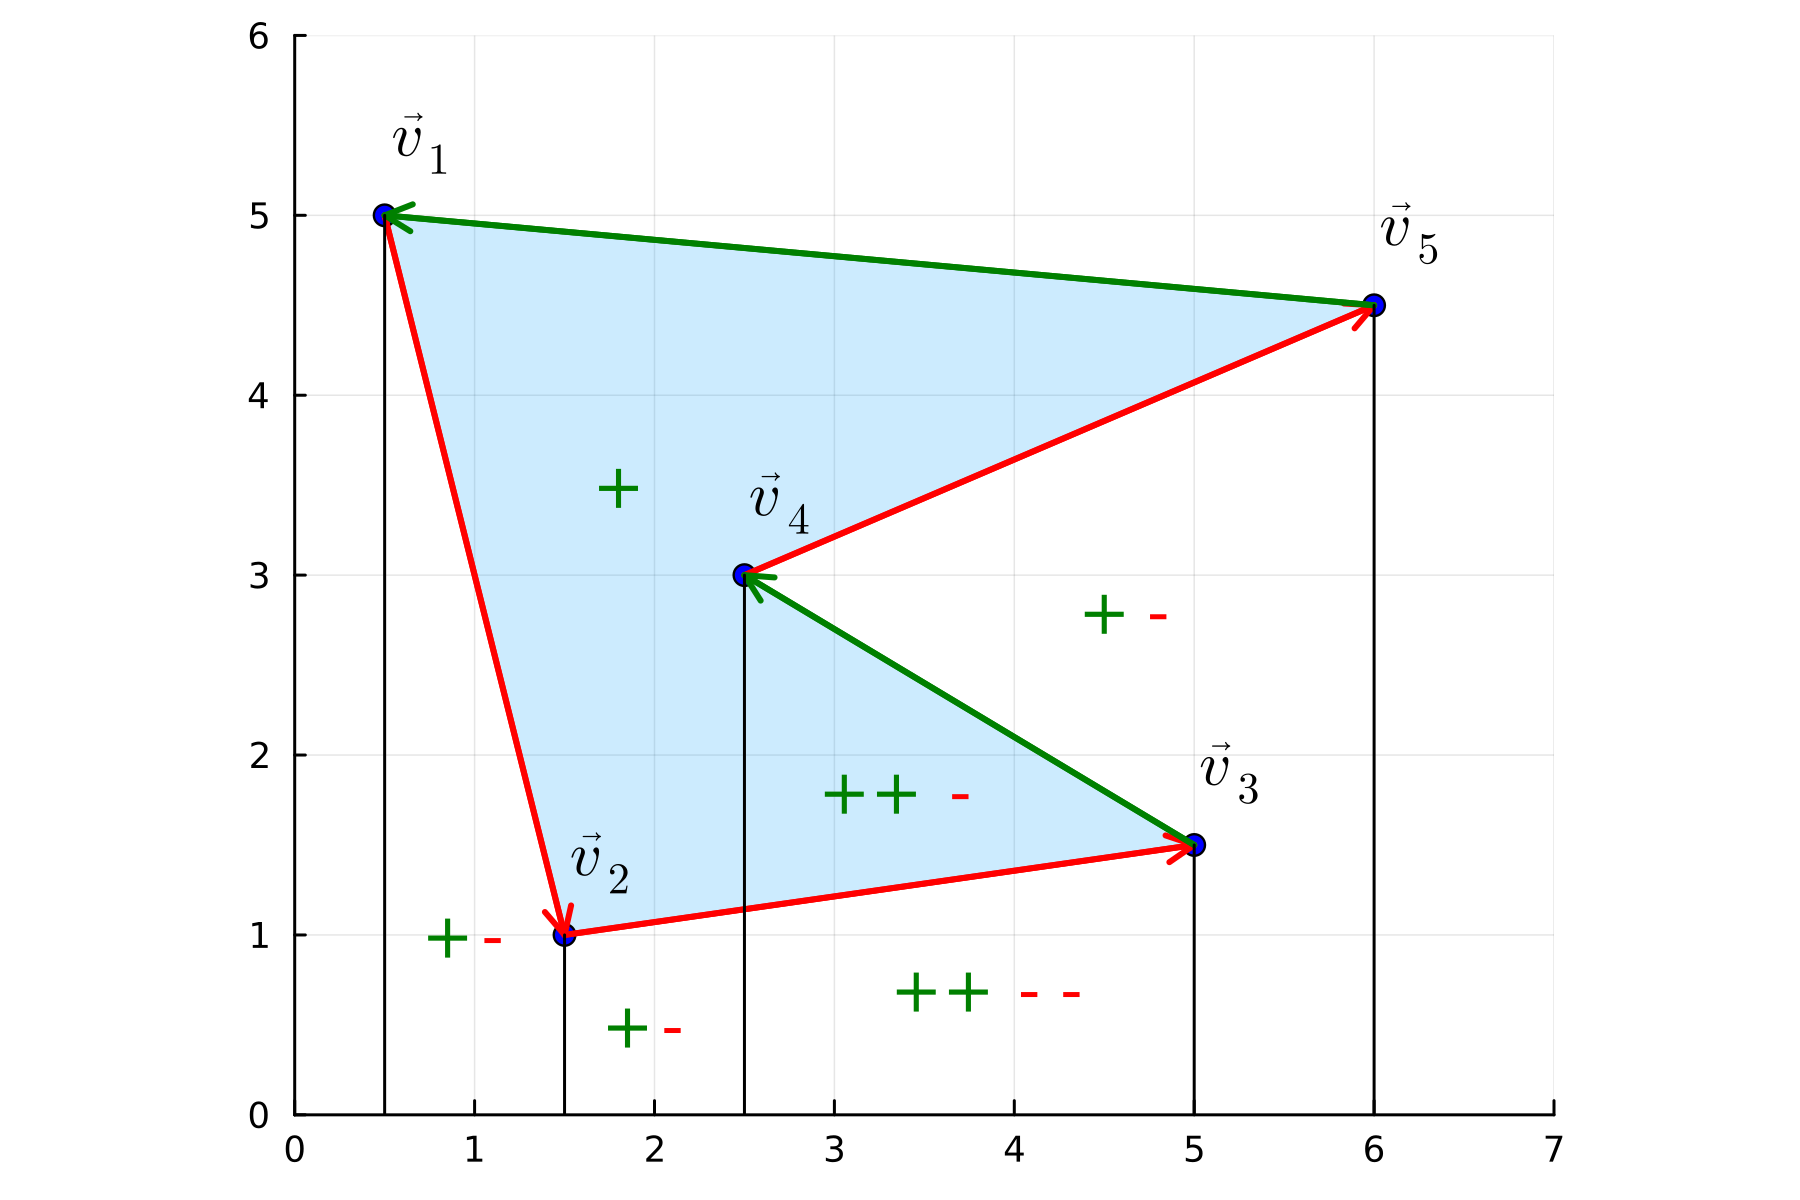 6
v⃗₁
5
v⃗₅
4
+
v⃗₄
3
+ -
2
v⃗₃
++ -
v⃗₂
1
+ -
++ - -
+ -
0
0 1 2 3 4 5 6 7